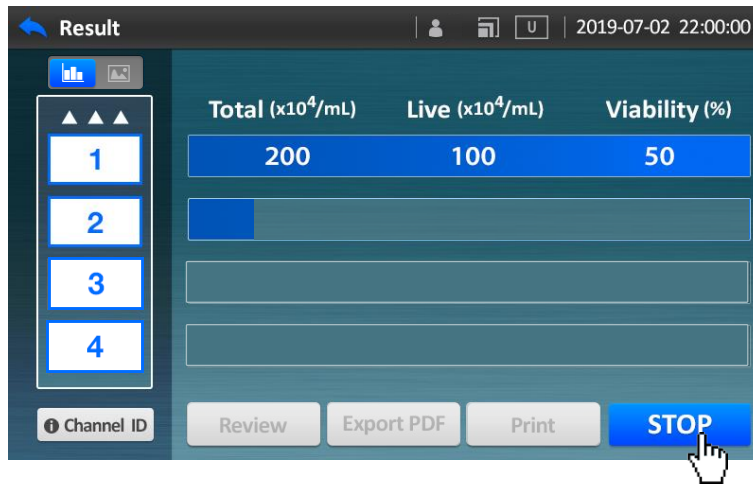 Result U 2019-07-02 22:00:00
Total (x10⁴/mL) Live (x10⁴/mL) Viability (%)
1 200 100 50
2
3
4
Channel ID Review Export PDF Print STOP